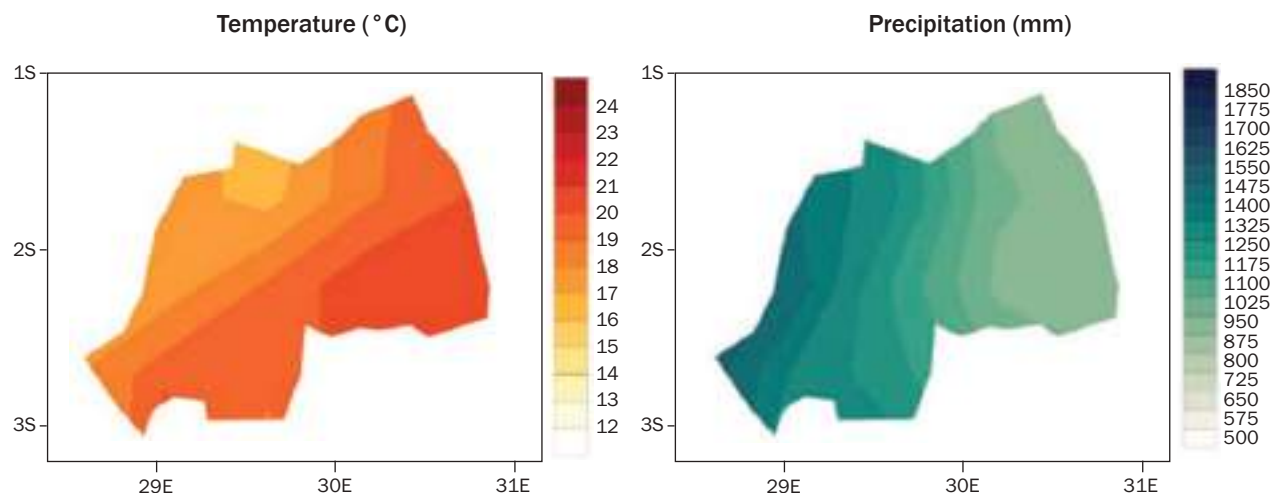 Temperature (°C)
1S
2S
3S
29E
30E
31E
24
23
22
21
20
19
18
17
16
15
14
13
12
Precipitation (mm)
1S
2S
3S
29E
30E
31E
1850
1775
1700
1625
1550
1475
1400
1325
1250
1175
1100
1025
950
875
800
725
650
575
500